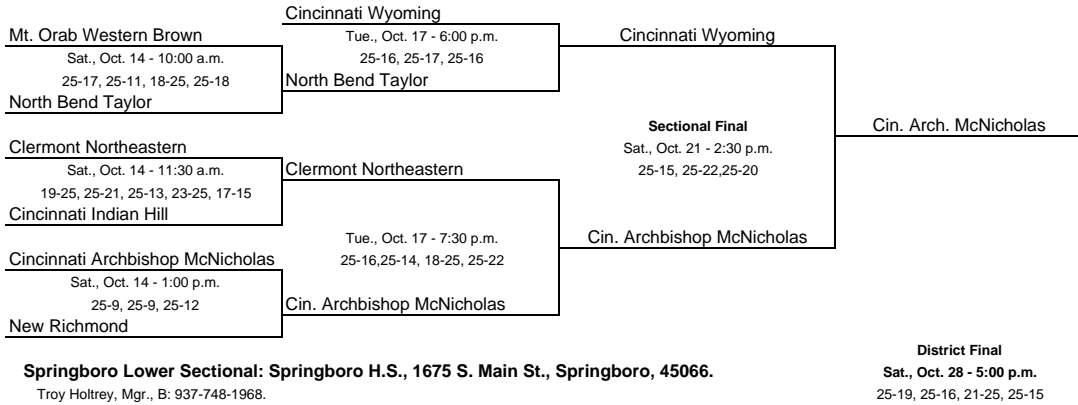 Cincinnati Wyoming
Mt. Orab Western Brown
Tue., Oct. 17 - 6:00 p.m.
Cincinnati Wyoming
Sat., Oct. 14 - 10:00 a.m.
25-16, 25-17, 25-16
25-17, 25-11, 18-25, 25-18
North Bend Taylor
North Bend Taylor
Sectional Final
Cin. Arch. McNicholas
Clermont Northeastern
Sat., Oct. 21 - 2:30 p.m.
Sat., Oct. 14 - 11:30 a.m.
Clermont Northeastern
25-15, 25-22,25-20
19-25, 25-21, 25-13, 23-25, 17-15
Cincinnati Indian Hill
Tue., Oct. 17 - 7:30 p.m.
Cin. Archbishop McNicholas
Cincinnati Archbishop McNicholas
25-16,25-14, 18-25, 25-22
Sat., Oct. 14 - 1:00 p.m.
25-9, 25-9, 25-12
Cin. Archbishop McNicholas
New Richmond
District Final
Springboro Lower Sectional: Springboro H.S., 1675 S. Main St., Springboro, 45066.
Sat., Oct. 28 - 5:00 p.m.
Troy Holtrey, Mgr., B: 937-748-1968.
25-19, 25-16, 21-25, 25-15